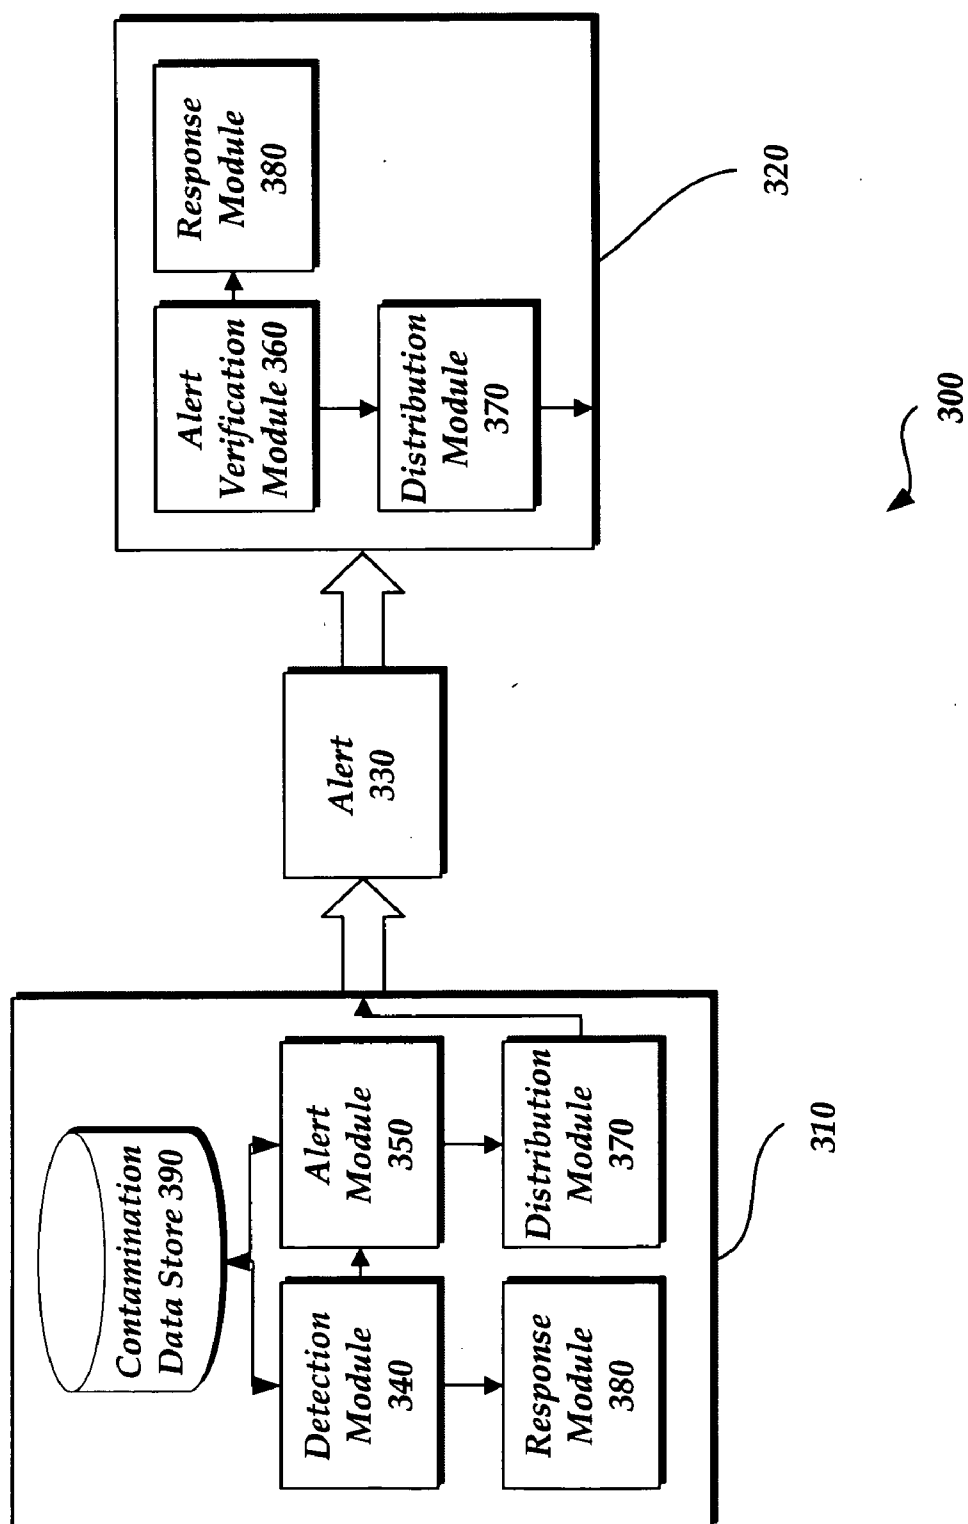 Contamination
Data Store 390
Detection
Module
340
Alert
Module
350
Response
Module
380
Distribution
Module
370
310
Alert
330
Alert
Verification
Module 360
Response
Module
380
Distribution
Module
370
320
300